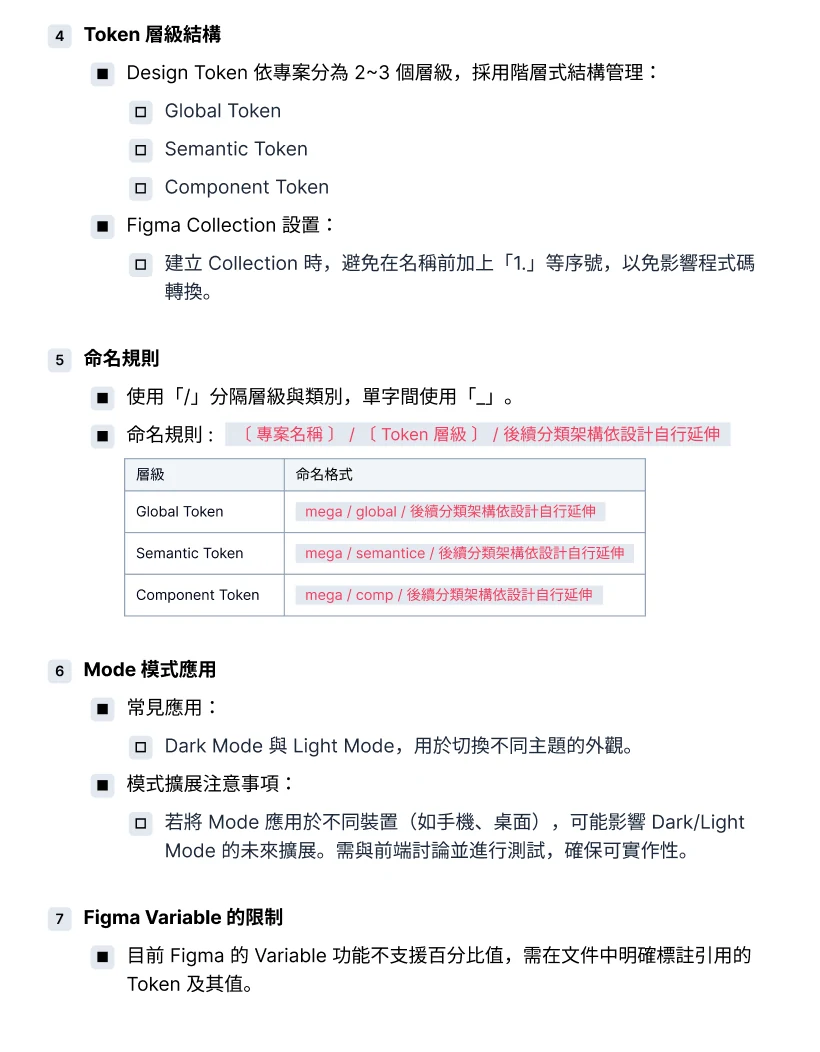 4 Token 層級結構
Design Token 依專案分為 2~3 個層級，採用階層式結構管理：
Global Token
Semantic Token
Component Token
Figma Collection 設置：
建立 Collection 時，避免在名稱前加上「1.」等序號，以免影響程式碼
轉換。
5 命名規則
使用「/」分隔層級與類別，單字間使用「_」。
命名規則 : 〔 專案名稱 〕 / 〔 Token 層級 〕 / 後續分類架構依設計自行延伸
層級 命名格式
Global Token mega / global / 後續分類架構依設計自行延伸
Semantic Token mega / semantice / 後續分類架構依設計自行延伸
Component Token mega / comp / 後續分類架構依設計自行延伸
6 Mode 模式應用
常見應用：
Dark Mode 與 Light Mode，用於切換不同主題的外觀。
模式擴展注意事項：
若將 Mode 應用於不同裝置（如手機、桌面），可能影響 Dark/Light
Mode 的未來擴展。需與前端討論並進行測試，確保可實作性。
7 Figma Variable 的限制
目前 Figma 的 Variable 功能不支援百分比值，需在文件中明確標註引用的
Token 及其值。